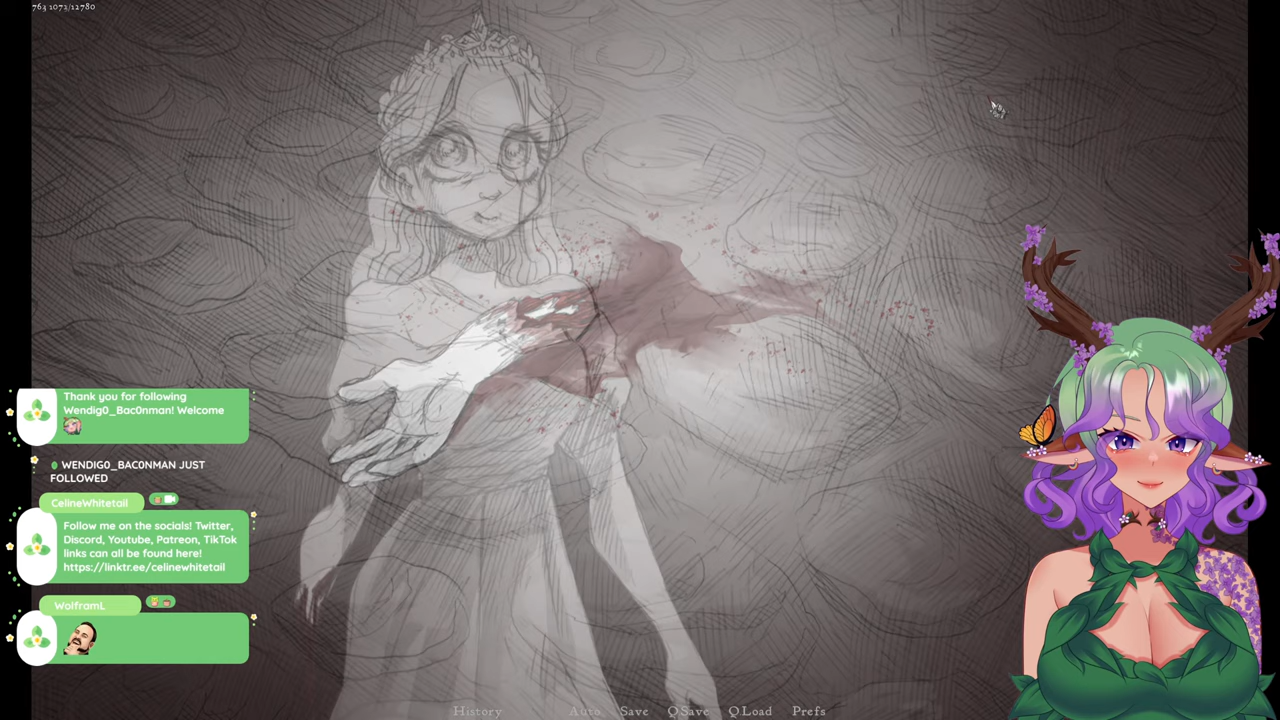 763 1073/12780
Thank you for following
Wendig0_Bac0nman! Welcome
WENDIG0_BAC0NMAN JUST
FOLLOWED
CelineWhitetail
Follow me on the socials! Twitter,
Discord, Youtube, Patreon, TikTok
links can all be found here!
https://linktr.ee/celinewhitetail
WolframL
History Auto Save QSave QLoad Prefs